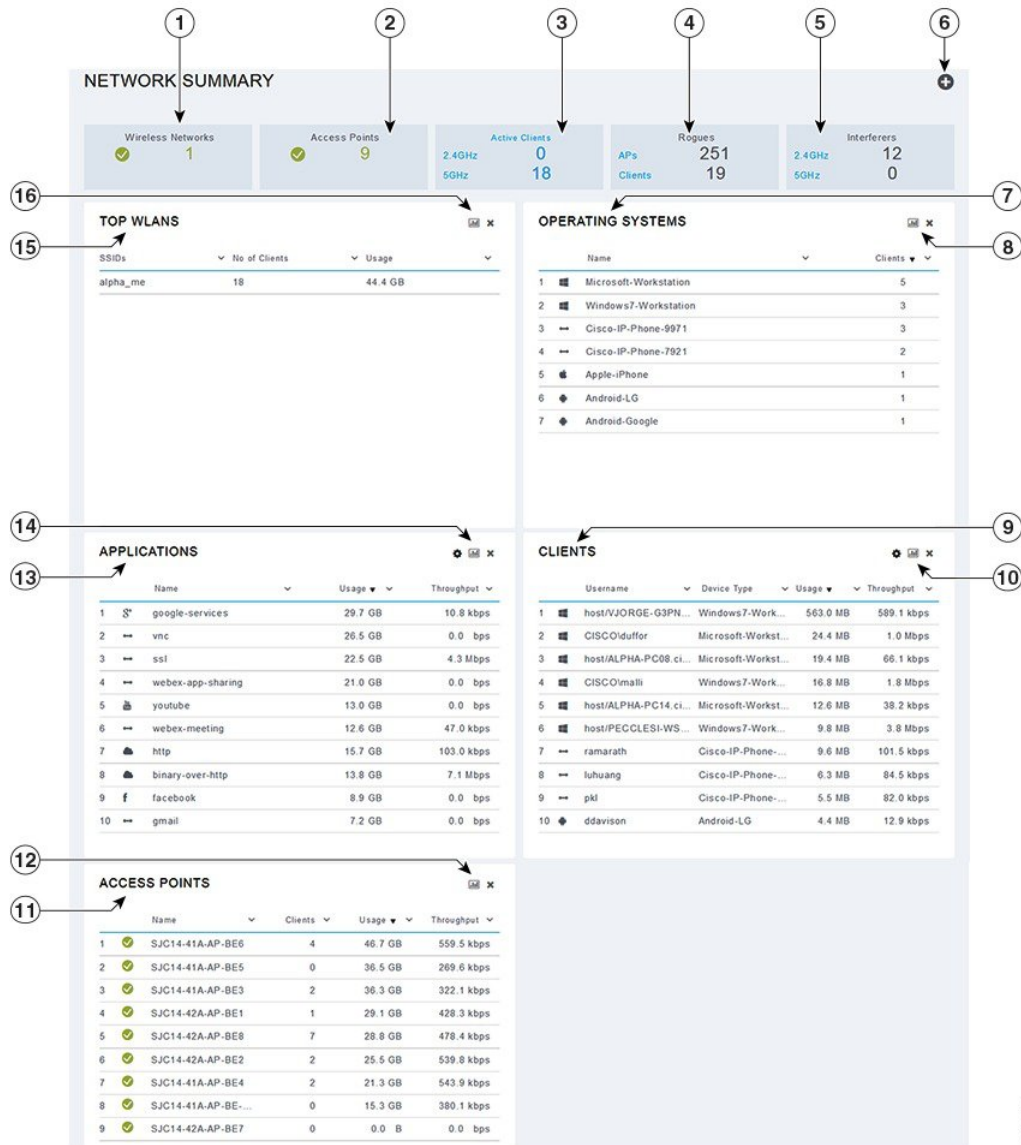 1 2 3 4 5 6
NETWORK SUMMARY
Wireless Networks
1
Access Points
9
Active Clients
2.4GHz 0
5GHz 18
Rogues
APs 251
Clients 19
Interferers
2.4GHz 12
5GHz 0
16
15
TOP WLANS
SSIDs No of Clients Usage
alpha_me 18 44.4 GB
7
8
OPERATING SYSTEMS
Name Clients
1 Microsoft-Workstation 5
2 Windows7-Workstation 3
3 Cisco-IP-Phone-9971 3
4 Cisco-IP-Phone-7921 2
5 Apple-iPhone 1
6 Android-LG 1
7 Android-Google 1
14
13
APPLICATIONS
Name Usage Throughput
1 g+ google-services 29.7 GB 10.8 kbps
2 vnc 26.5 GB 0.0 bps
3 ssl 22.5 GB 4.3 Mbps
4 webex-app-sharing 21.0 GB 0.0 bps
5 youtube 13.0 GB 0.0 bps
6 webex-meeting 12.6 GB 47.0 kbps
7 http 15.7 GB 103.0 kbps
8 binary-over-http 13.8 GB 7.1 Mbps
9 f facebook 8.9 GB 0.0 bps
10 gmail 7.2 GB 0.0 bps
9
10
CLIENTS
Username Device Type Usage Throughput
1 host/VJORGE-G3PN... Windows7-Work... 563.0 MB 589.1 kbps
2 CISCO\duffor Microsoft-Workst... 24.4 MB 1.0 Mbps
3 host/ALPHA-PC08.ci... Microsoft-Workst... 19.4 MB 66.1 kbps
4 CISCO\malli Windows7-Work... 16.8 MB 1.8 Mbps
5 host/ALPHA-PC14.ci... Microsoft-Workst... 12.6 MB 38.2 kbps
6 host/PECCLESI-WS... Windows7-Work... 9.8 MB 3.8 Mbps
7 ramarath Cisco-IP-Phone-... 9.6 MB 101.5 kbps
8 luhuang Cisco-IP-Phone-... 6.3 MB 84.5 kbps
9 pkl Cisco-IP-Phone-... 5.5 MB 82.0 kbps
10 ddavison Android-LG 4.4 MB 12.9 kbps
12
11
ACCESS POINTS
Name Clients Usage Throughput
1 SJC14-41A-AP-BE6 4 46.7 GB 559.5 kbps
2 SJC14-41A-AP-BE5 0 36.5 GB 269.6 kbps
3 SJC14-41A-AP-BE3 2 36.3 GB 322.1 kbps
4 SJC14-42A-AP-BE1 1 29.1 GB 428.3 kbps
5 SJC14-42A-AP-BE8 7 28.8 GB 478.4 kbps
6 SJC14-42A-AP-BE2 2 25.5 GB 539.8 kbps
7 SJC14-41A-AP-BE4 2 21.3 GB 543.9 kbps
8 SJC14-41A-AP-BE-... 0 15.3 GB 380.1 kbps
9 SJC14-42A-AP-BE7 0 0.0 B 0.0 bps